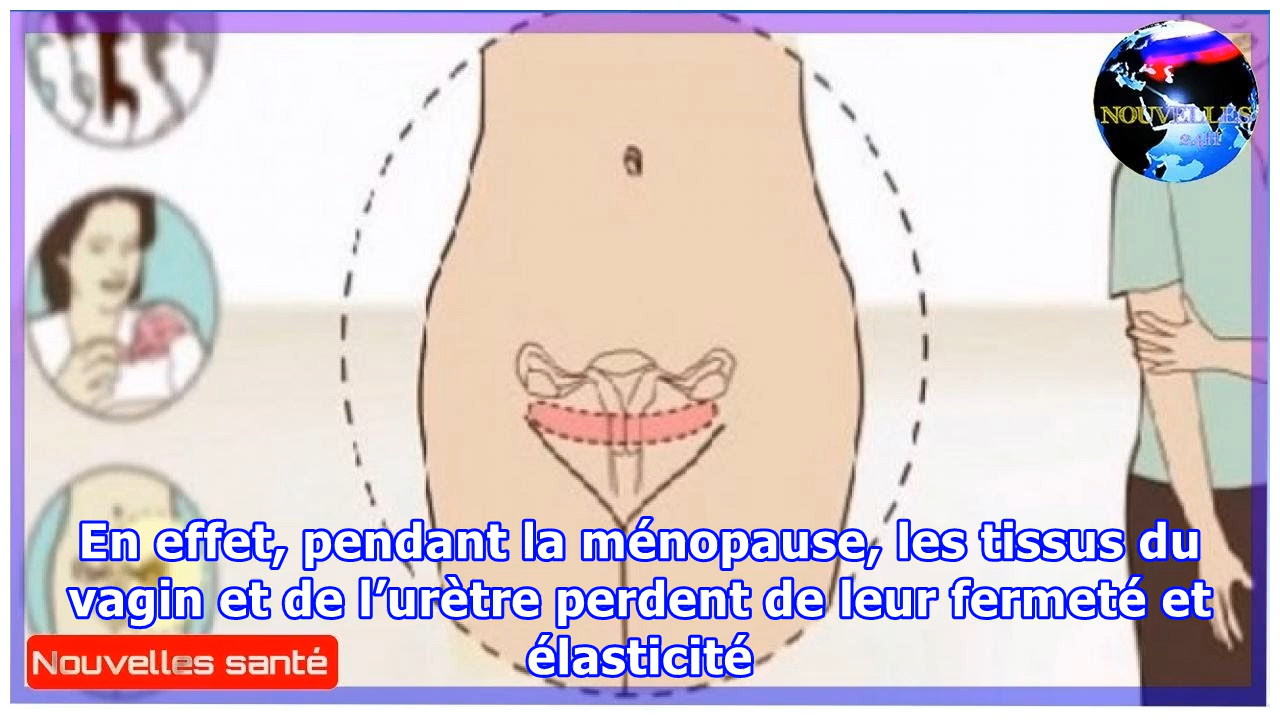 NOUVELLES
24H
En effet, pendant la ménopause, les tissus du
vagin et de l’urètre perdent de leur fermeté et
élasticité
Nouvelles santé